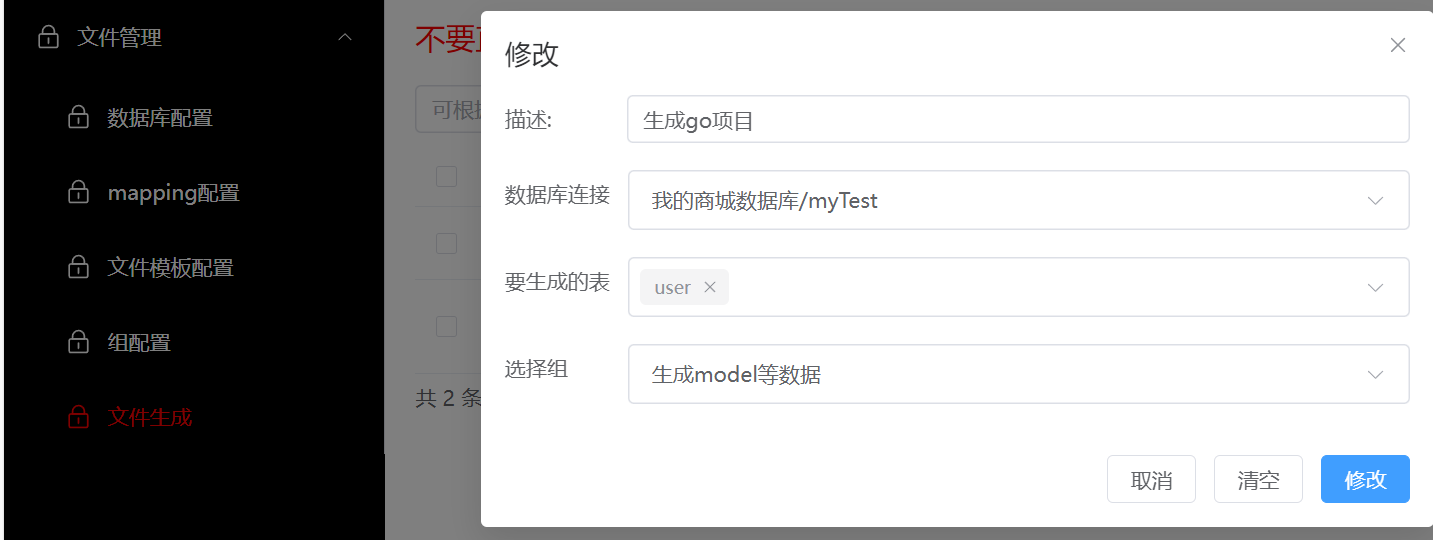 文件管理
数据库配置
mapping配置
文件模板配置
组配置
文件生成
不要
可根
共 2 条
修改
描述:
生成go项目
数据库连接
我的商城数据库/myTest
要生成的表
user
选择组
生成model等数据
取消
清空
修改